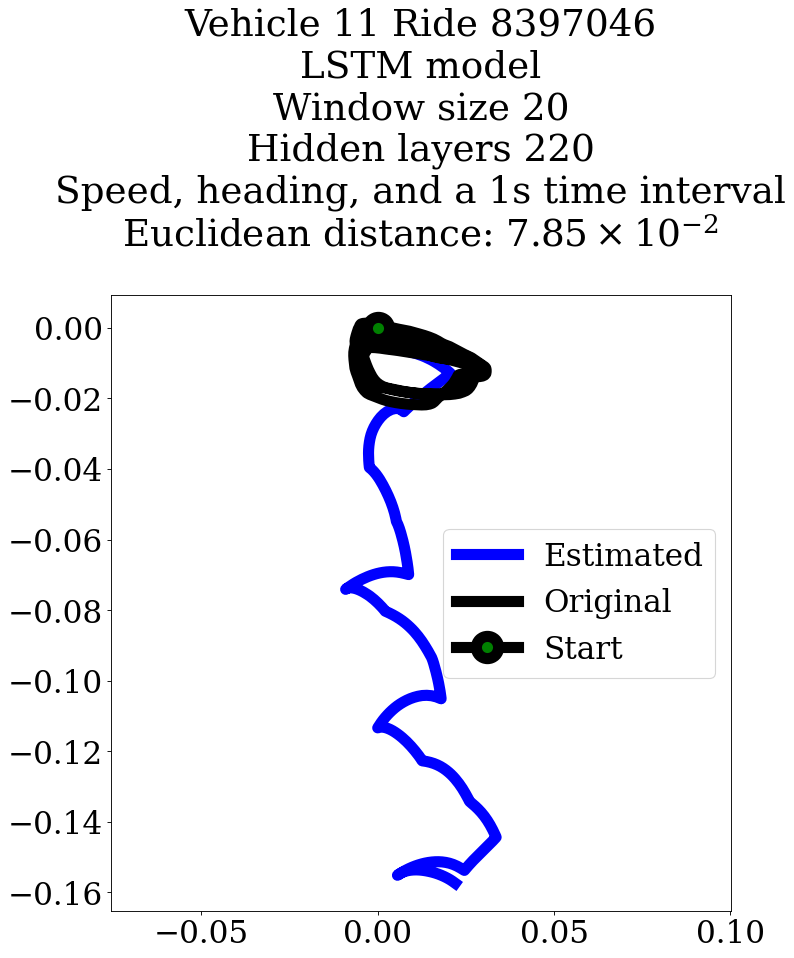 Vehicle 11 Ride 8397046
LSTM model
Window size 20
Hidden layers 220
Speed, heading, and a 1s time interval
Euclidean distance: 7.85 × 10⁻²
0.00
−0.02
−0.04
−0.06
−0.08
−0.10
−0.12
−0.14
−0.16
Estimated
Original
Start
−0.05 0.00 0.05 0.10